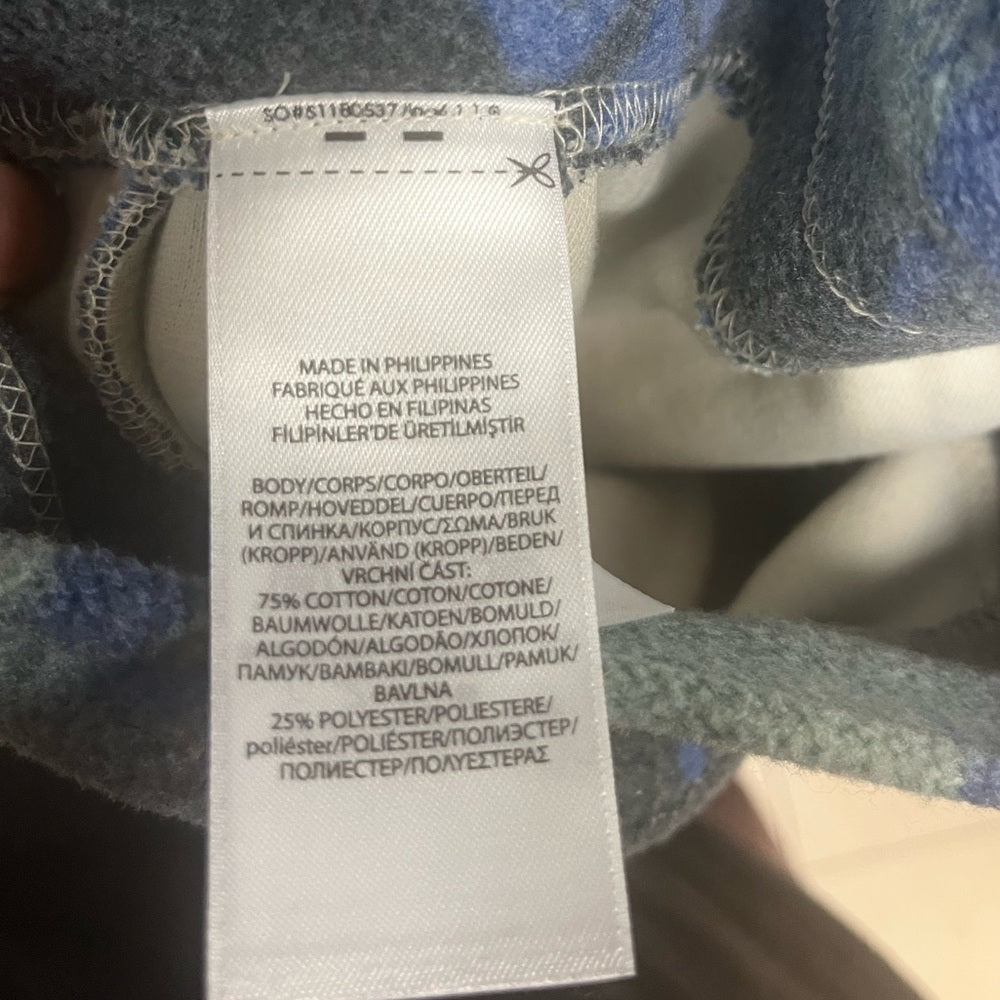 SO#51180537
MADE IN PHILIPPINES
FABRIQUÉ AUX PHILIPPINES
HECHO EN FILIPINAS
FİLİPİNLER'DE ÜRETİLMİŞTİR
BODY/CORPS/CORPO/OBERTEIL/
ROMP/HOVEDDEL/CUERPO/ПЕРЕД
И СПИНКА/КОРПУС/ΣΩΜΑ/BRUK
(KROPP)/ANVÄND (KROPP)/BEDEN/
VRCHNÍ ČÁST:
75% COTTON/COTON/COTONE/
BAUMWOLLE/KATOEN/BOMULD/
ALGODÓN/ALGODÃO/ХЛОПОК/
ПАМУК/BAMBAKI/BOMULL/PAMUK/
BAVLNA
25% POLYESTER/POLIESTERE/
poliéster/POLIÉSTER/ПОЛИЭСТЕР/
ПОЛИЕСТЕР/ΠΟΛΥΕΣΤΕΡΑΣ